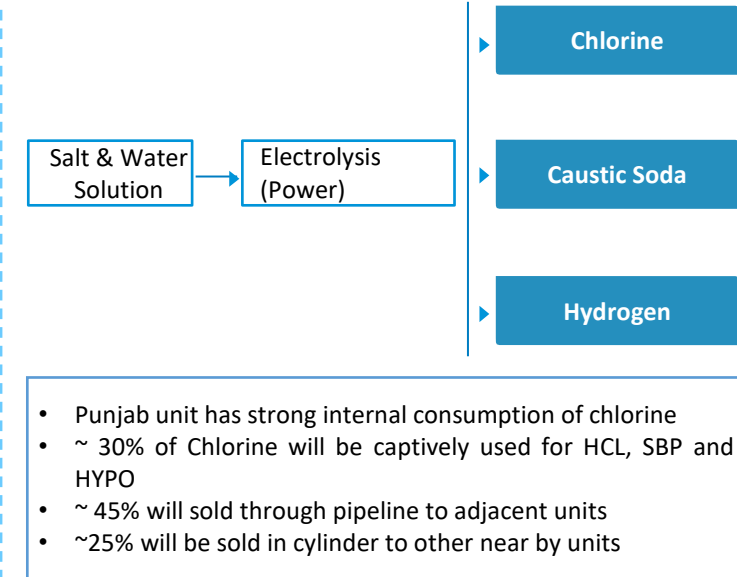 Chlorine
Salt & Water
Solution
Electrolysis
(Power)
Caustic Soda
Hydrogen
• Punjab unit has strong internal consumption of chlorine
• ~ 30% of Chlorine will be captively used for HCL, SBP and
HYPO
• ~ 45% will sold through pipeline to adjacent units
• ~25% will be sold in cylinder to other near by units